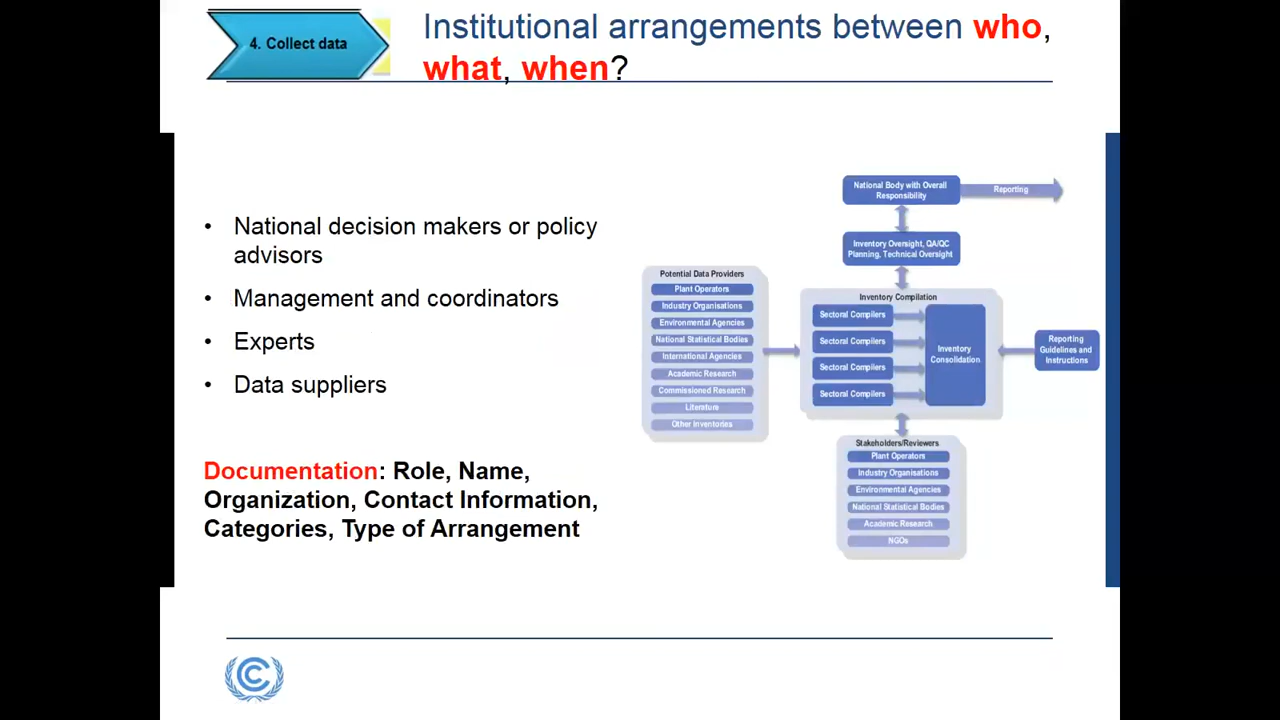 4. Collect data
Institutional arrangements between who,
what, when?
• National decision makers or policy
advisors
• Management and coordinators
• Experts
• Data suppliers
Documentation: Role, Name,
Organization, Contact Information,
Categories, Type of Arrangement
National Body with Overall
Responsibility
Reporting
Inventory Oversight, QA/QC
Planning, Technical Oversight
Potential Data Providers
Plant Operators
Industry Organisations
Environmental Agencies
National Statistical Bodies
International Agencies
Academic Research
Commissioned Research
Literature
Other Inventories
Inventory Compilation
Sectoral Compilers
Sectoral Compilers
Sectoral Compilers
Sectoral Compilers
Inventory
Consolidation
Reporting
Guidelines and
Instructions
Stakeholders/Reviewers
Plant Operators
Industry Organisations
Environmental Agencies
National Statistical Bodies
Academic Research
NGOs